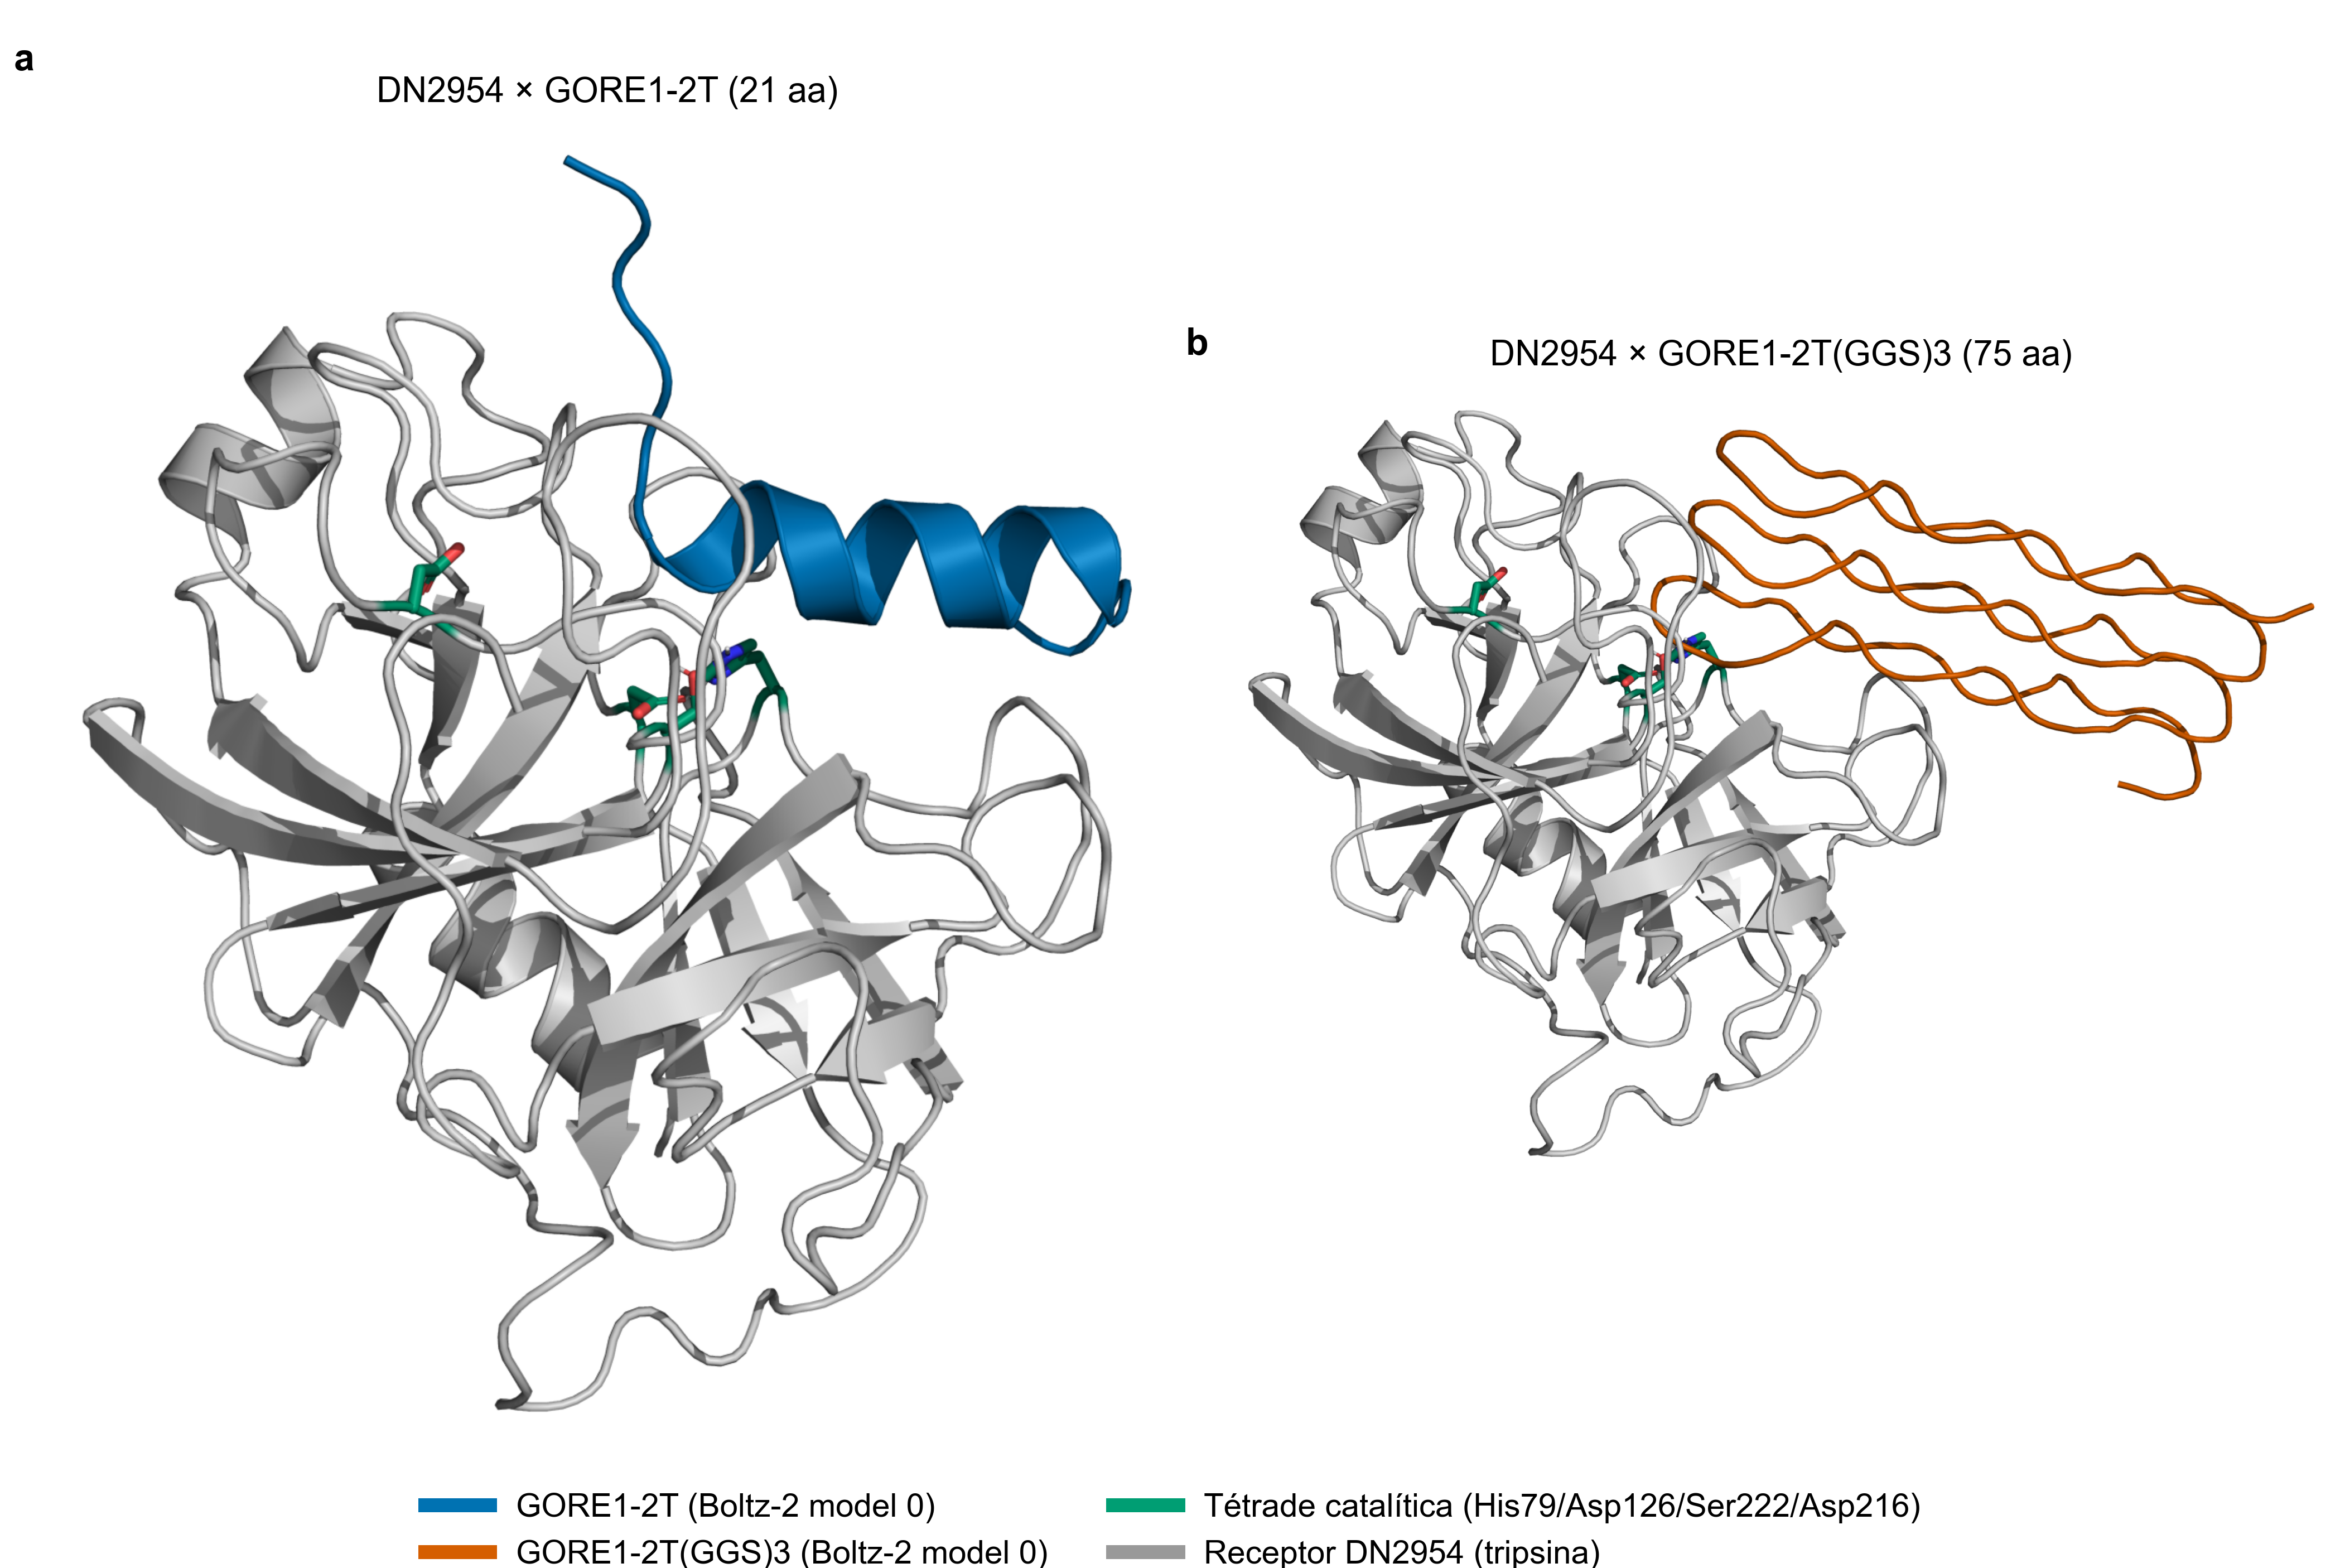 a
DN2954 × GORE1-2T (21 aa)
b
DN2954 × GORE1-2T(GGS)3 (75 aa)
GORE1-2T (Boltz-2 model 0)
GORE1-2T(GGS)3 (Boltz-2 model 0)
Tétrade catalítica (His79/Asp126/Ser222/Asp216)
Receptor DN2954 (tripsina)